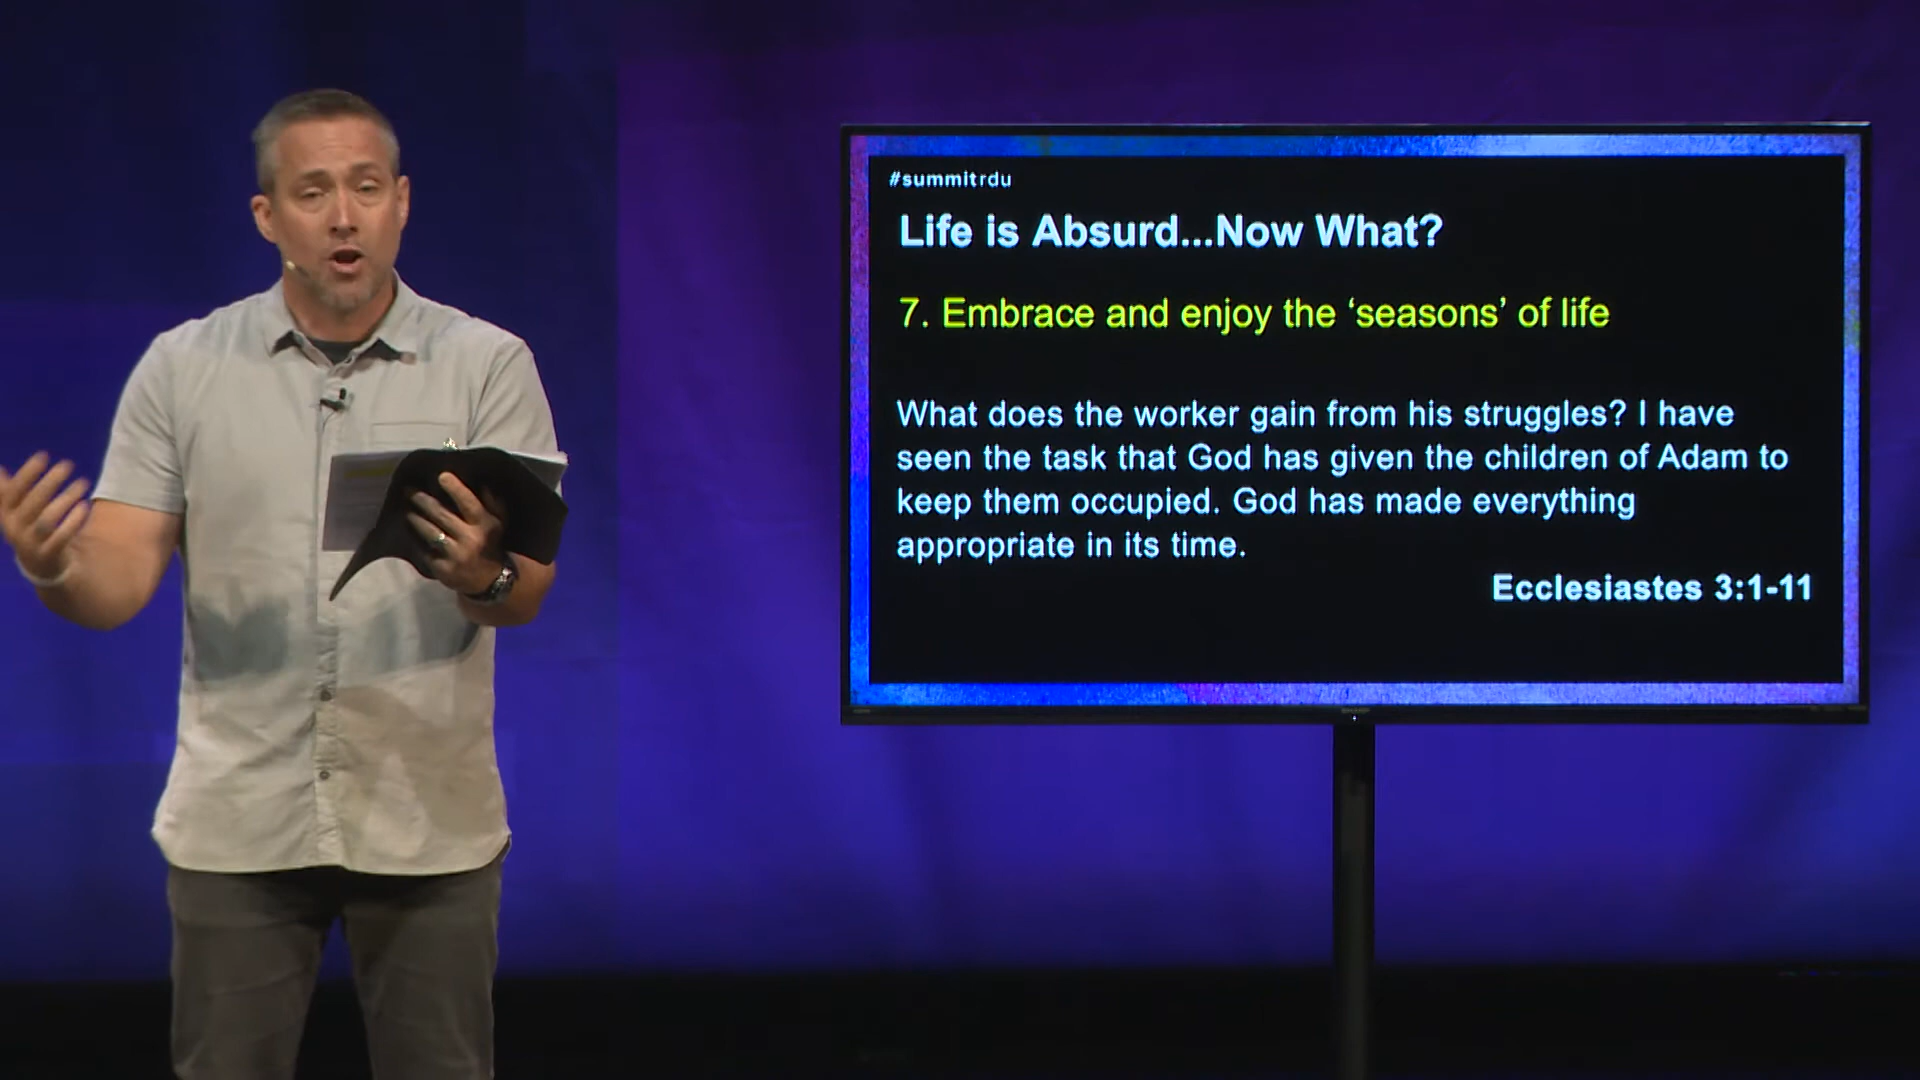 #summitrdu
Life is Absurd...Now What?
7. Embrace and enjoy the ‘seasons’ of life
What does the worker gain from his struggles? I have
seen the task that God has given the children of Adam to
keep them occupied. God has made everything
appropriate in its time.
Ecclesiastes 3:1-11